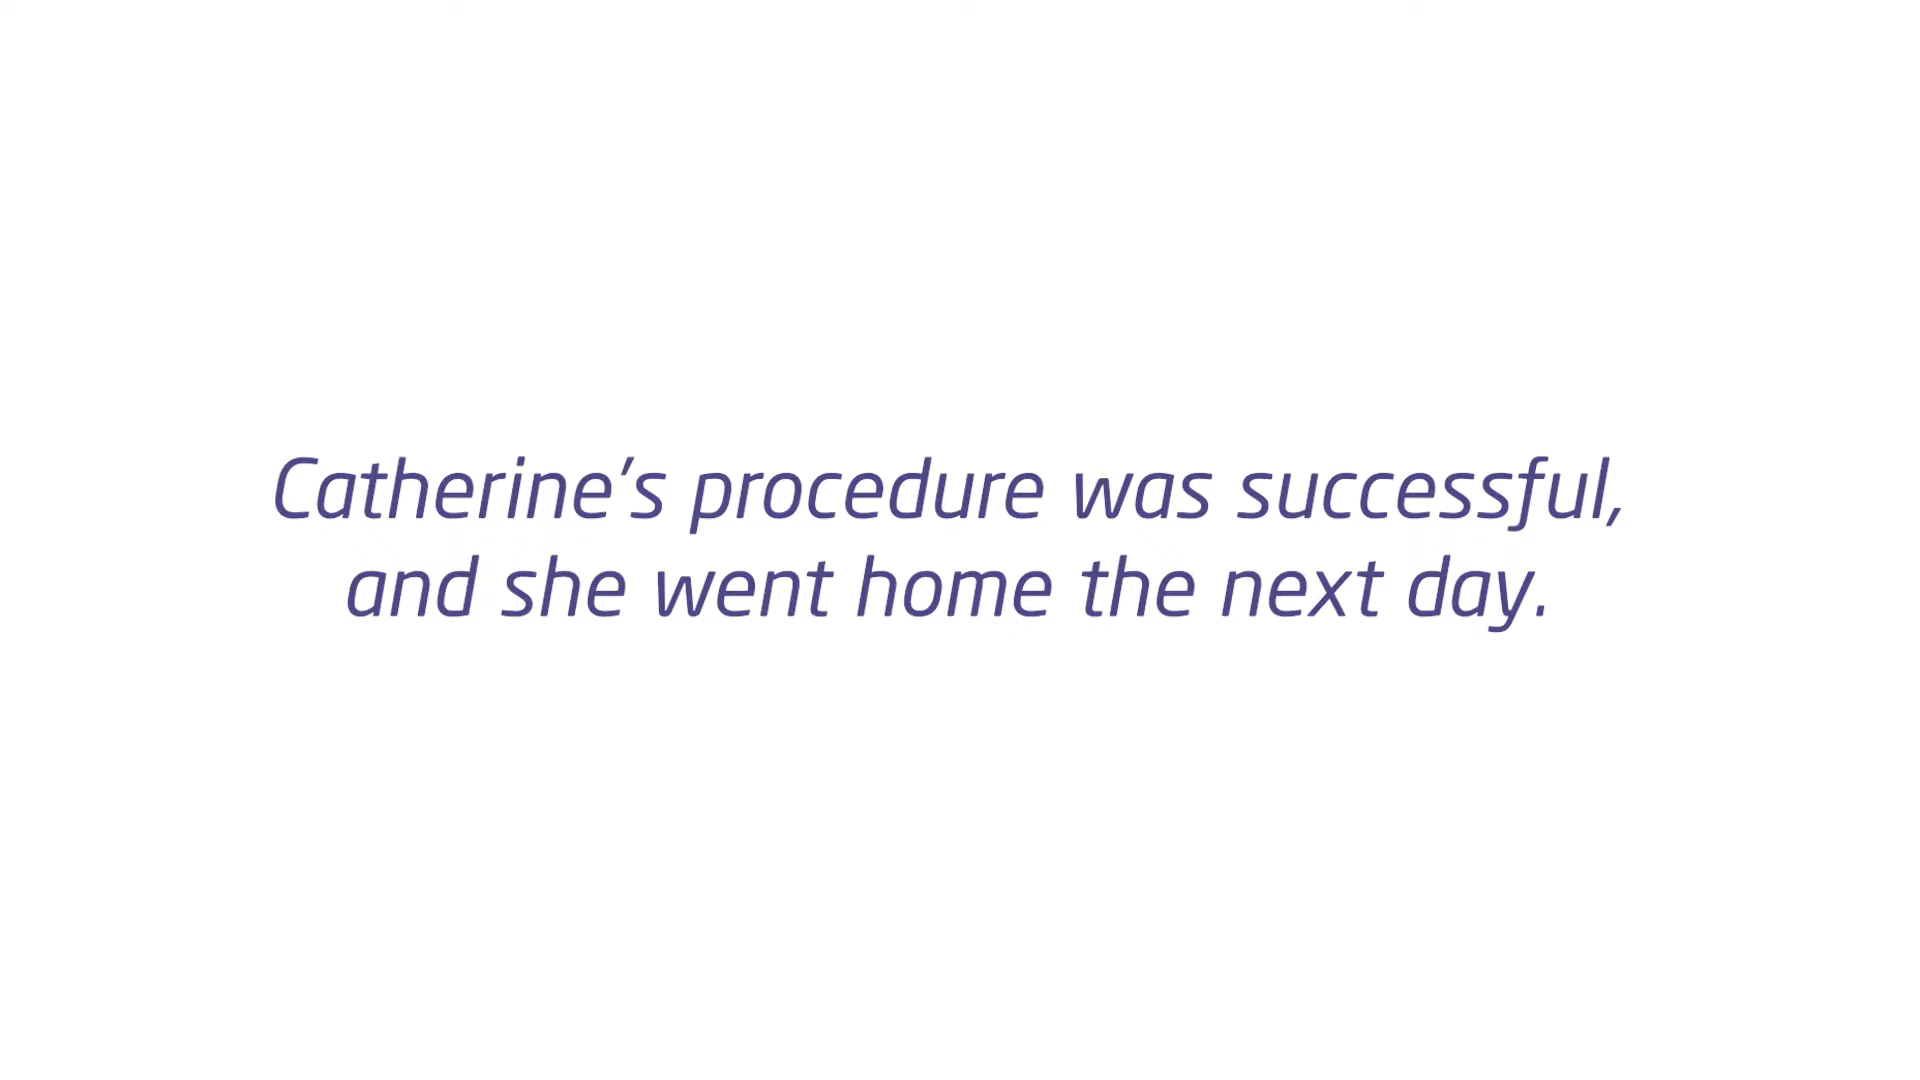 Catherine’s procedure was successful,
and she went home the next day.